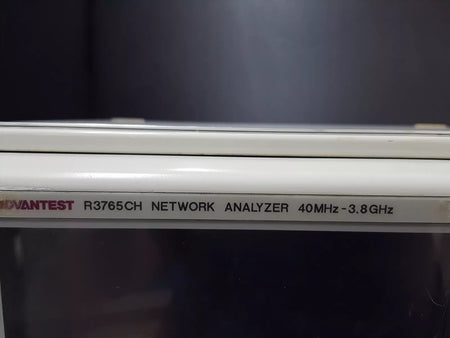 ADVANTEST R3765CH NETWORK ANALYZER 40MHz-3.8GHz